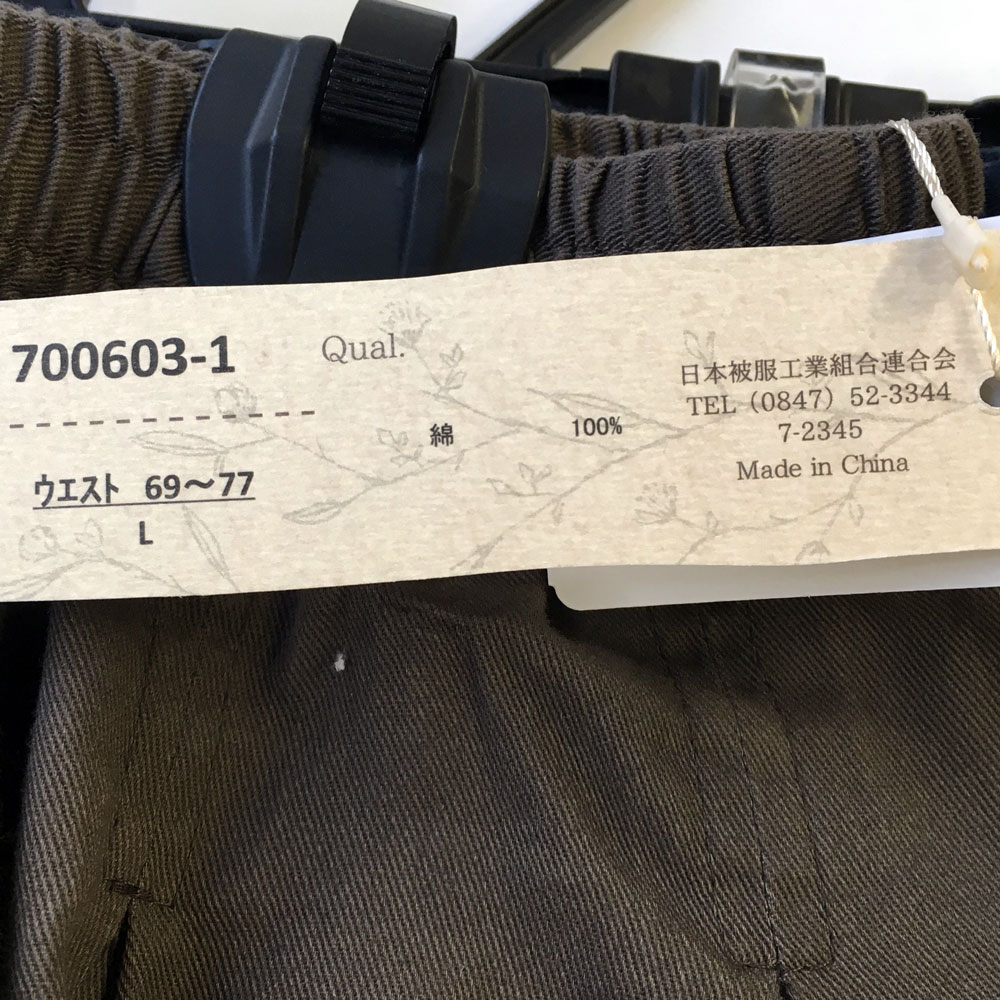 700603-1
Qual.
ウエスト 69～77
L
綿 100%
日本被服工業組合連合会
TEL（0847）52-3344
7-2345
Made in China